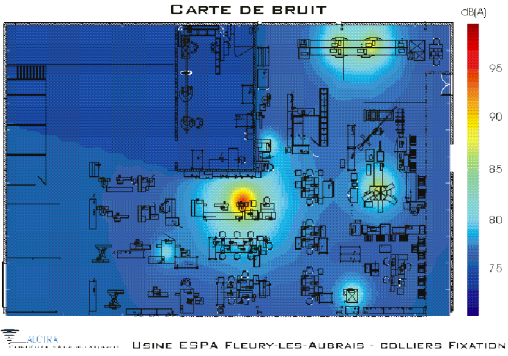 CARTE DE BRUIT
dB(A)
95
90
85
80
75
USINE ESPA FLEURY-LES-AUBRAIS - COLLIERS FIXATION